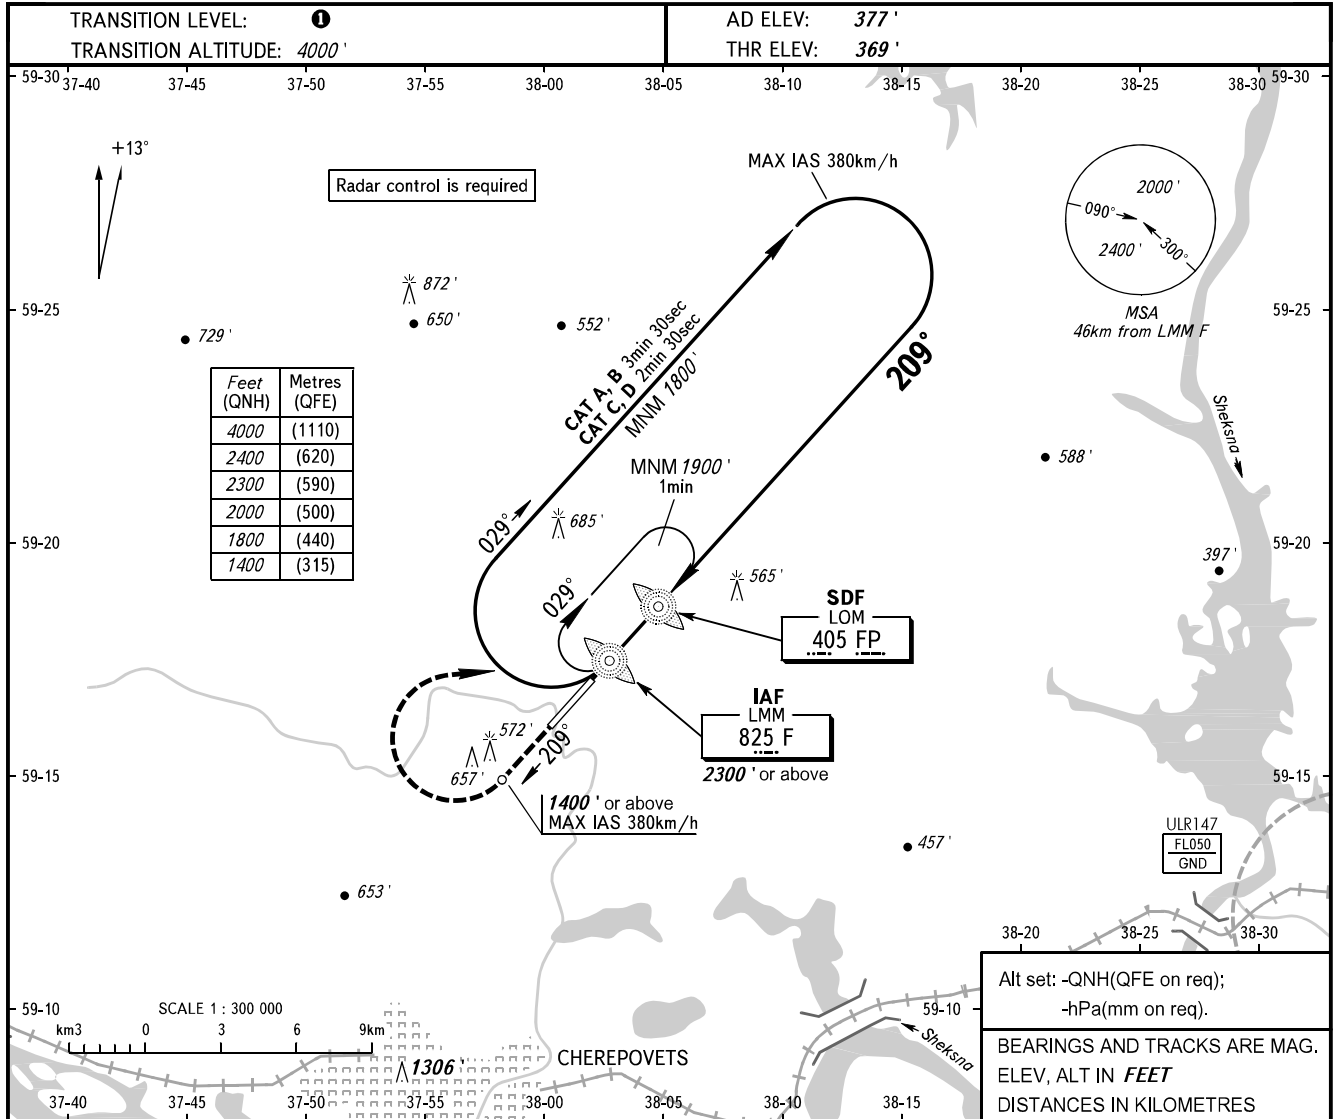 TRANSITION LEVEL: ❶
TRANSITION ALTITUDE: 4000 '
AD ELEV: 377 '
THR ELEV: 369 '
59-30 37-40 37-45 37-50 37-55 38-00 38-05 38-10 38-15 38-20 38-25 38-30 59-30
+13°
Radar control is required
MAX IAS 380km/h
2000 '
090°
2400 '
300°
MSA
46km from LMM F
872 '
650 '
729 '
552 '
59-25 59-25
CAT A, B 3min 30sec
CAT C, D 2min 30sec
MNM 1800'
209°
Feet (QNH) Metres (QFE)
4000 (1110)
2400 (620)
2300 (590)
2000 (500)
1800 (440)
1400 (315)
Sheksna
588 '
MNM 1900 '
1min
029°
685 '
59-20 59-20
397 '
029°
565 '
SDF
LOM
405 FP
IAF
LMM
825 F
2300 ' or above
572 '
657 '
209°
59-15 59-15
1400 ' or above
MAX IAS 380km/h
ULR147
FL050
GND
457 '
653 '
38-20 38-25 38-30
Alt set: -QNH(QFE on req);
-hPa(mm on req).
59-10 59-10
SCALE 1 : 300 000
km3 0 3 6 9km
Sheksna
BEARINGS AND TRACKS ARE MAG.
ELEV, ALT IN FEET
DISTANCES IN KILOMETRES
1306 '
CHEREPOVETS
37-40 37-45 37-50 37-55 38-00 38-05 38-10 38-15